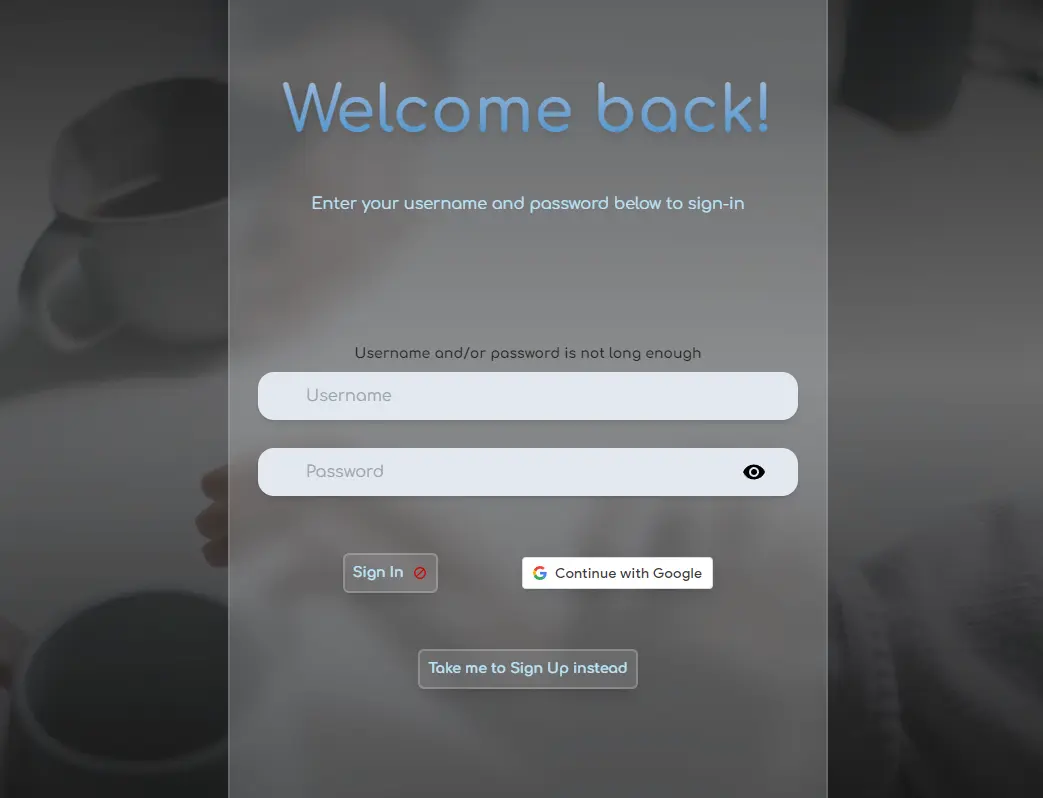 Welcome back!
Enter your username and password below to sign-in
Username and/or password is not long enough
Username
Password
Sign In
Continue with Google
Take me to Sign Up instead